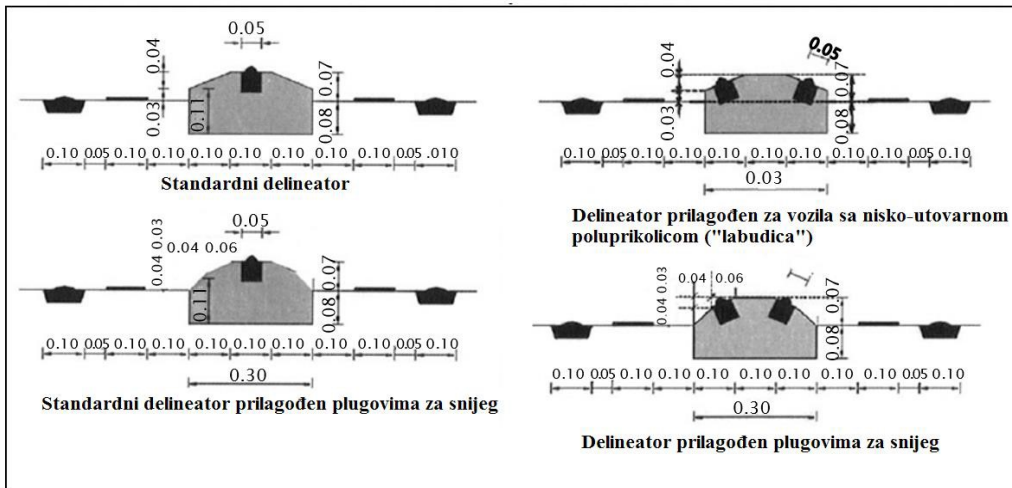 0.05
0.04
0.03
0.11
0.07
0.08
0.10 0.05 0.10 0.10 0.10 0.10 0.10 0.10 0.10 0.05 010
Standardni delineator
0.05
0.04
0.03
0.07
0.08
0.10 0.05 0.10 0.10 0.10 0.10 0.10 0.10 0.10 0.05 0.10
0.03
Delineator prilagođen za vozila sa nisko-utovarnom
poluprikolicom ("labudica")
0.05
0.04 0.03
0.04 0.06
0.11
0.07
0.08
0.10 0.05 0.10 0.10 0.10 0.10 0.10 0.10 0.10 0.05 0.10
0.30
Standardni delineator prilagođen plugovima za snijeg
0.04 0.03
0.04 0.06
0.07
0.08
0.10 0.05 0.10 0.10 0.10 0.10 0.10 0.10 0.10 0.05 0.10
0.30
Delineator prilagođen plugovima za snijeg